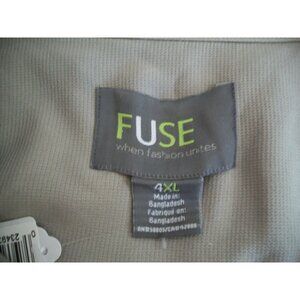 FUSE
when fashion unites
4XL
Made in:
Bangladesh
Fabriqué en:
Bangladesh